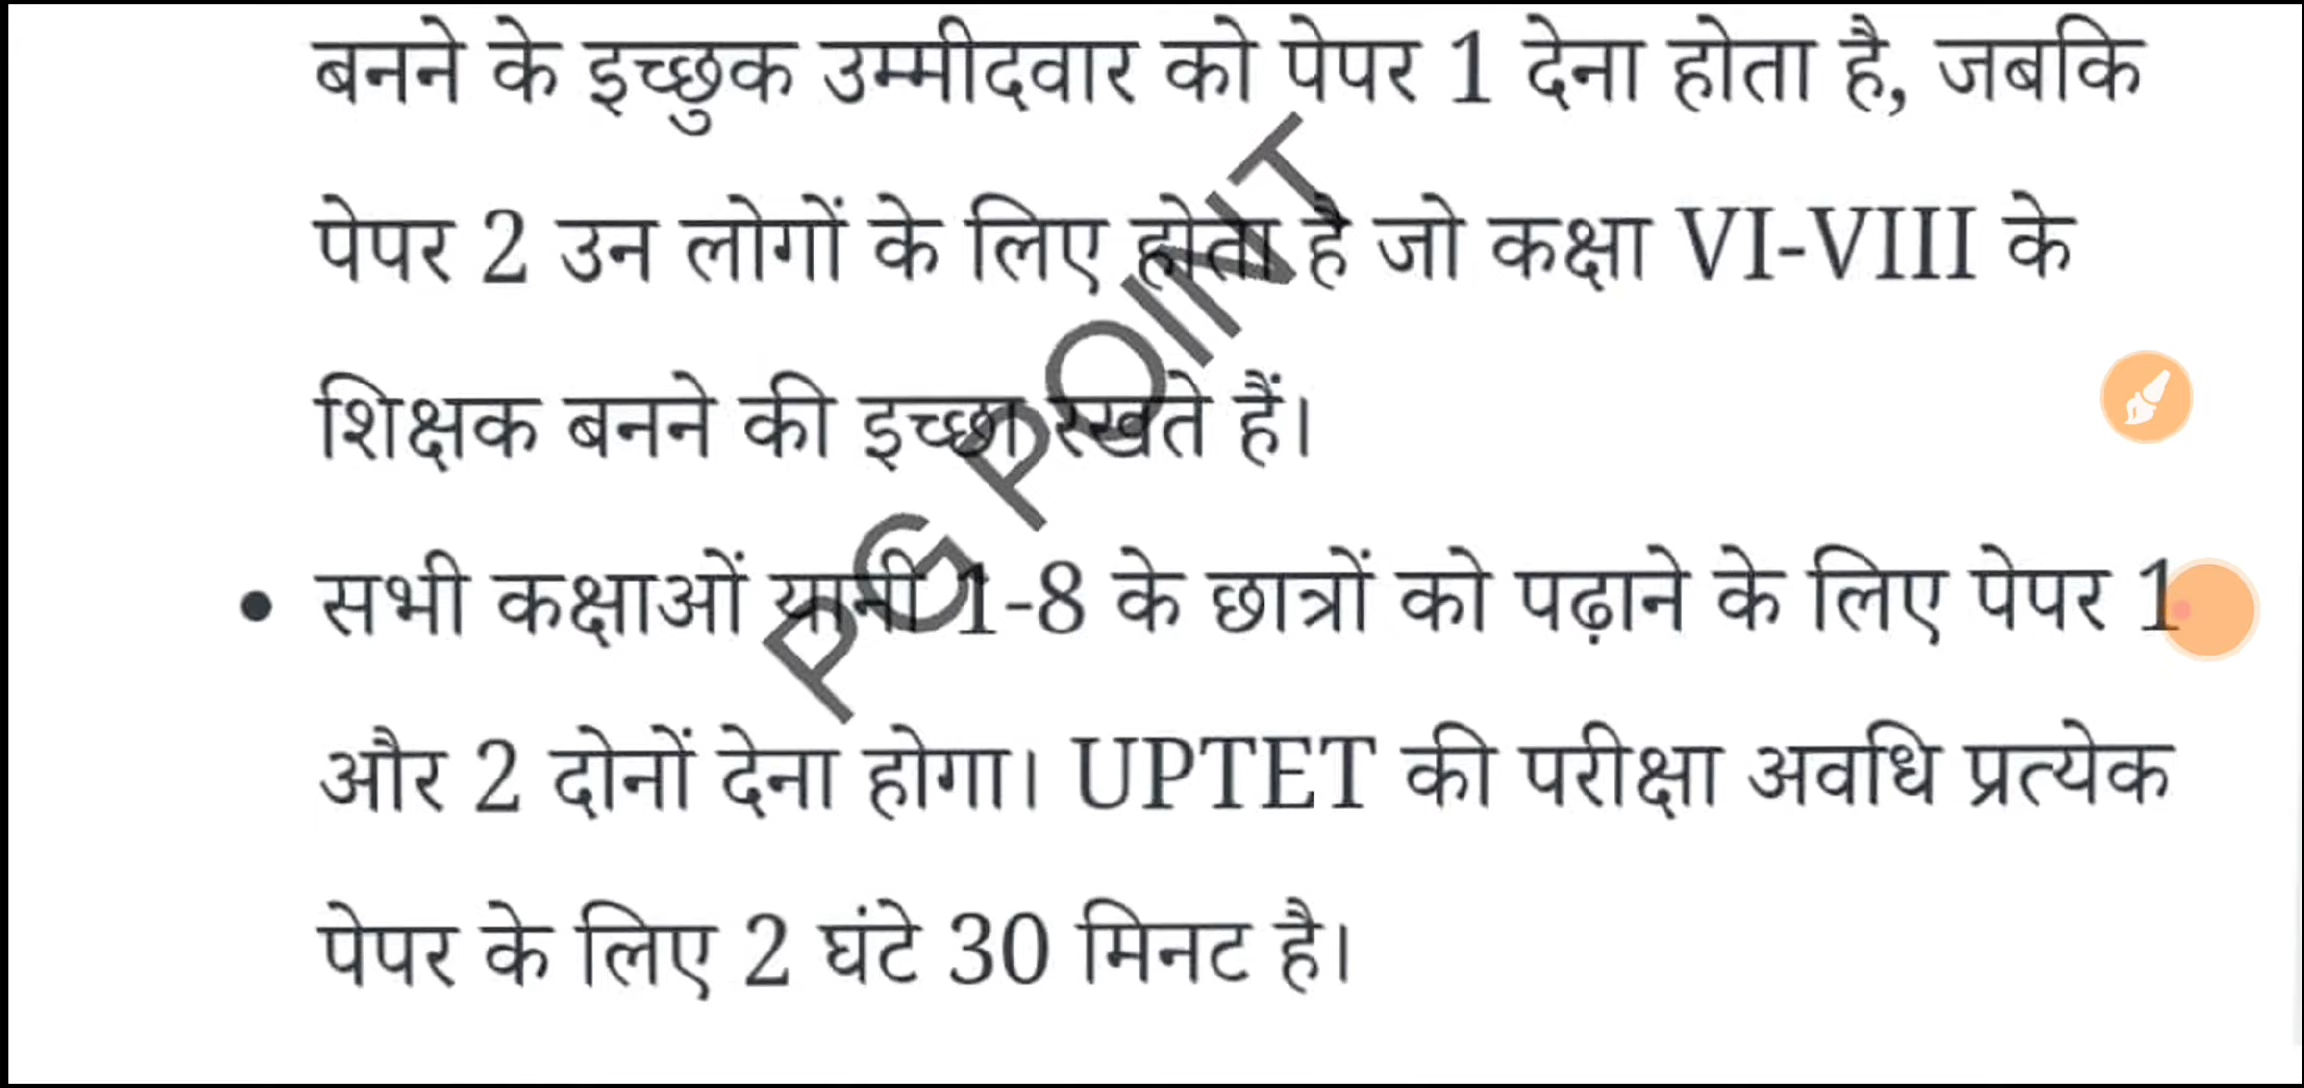 बनने के इच्छुक उम्मीदवार को पेपर 1 देना होता है, जबकि
पेपर 2 उन लोगों के लिए होता है जो कक्षा VI-VIII के
शिक्षक बनने की इच्छा रखते हैं।
• सभी कक्षाओं यानी 1-8 के छात्रों को पढ़ाने के लिए पेपर 1
और 2 दोनों देना होगा। UPTET की परीक्षा अवधि प्रत्येक
पेपर के लिए 2 घंटे 30 मिनट है।
PG POINT